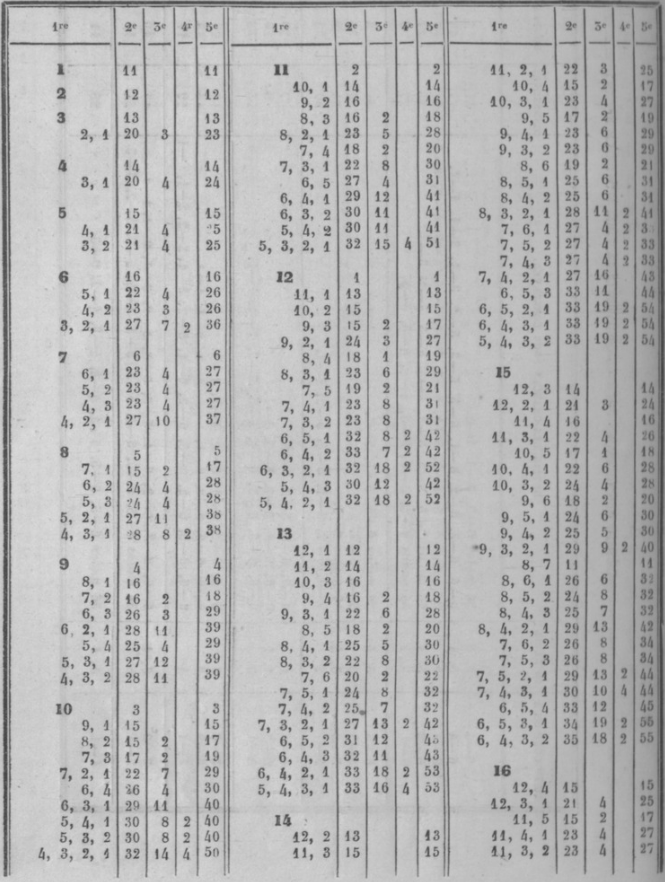 1re 2e 3e 4e 5e
1 11 11
2 12 12
3 13 13
2, 1 20 3 23
4 14 14
3, 1 20 4 24
5 15 15
4, 1 21 4
3, 2 21 4 25
6 16 16
5, 1 22 4 26
4, 2 23 3 26
3, 2, 1 27 7 2 36
7 6 6
6, 1 23 4 27
5, 2 23 4 27
4, 3 23 4 27
4, 2, 1 27 10 37
8 5 5
7, 1 15 2 17
6, 2 24 4 28
5, 3 24 4 28
5, 2, 1 27 11 38
4, 3, 1 28 8 2 38
9 4 4
8, 1 16 16
7, 2 16 2 18
6, 3 26 3 29
6, 2, 1 28 11 39
5, 4 25 4 29
5, 3, 1 27 12 39
4, 3, 2 28 11 39
10 3 3
9, 1 15 15
8, 2 15 2 17
7, 3 17 2 19
7, 2, 1 22 7 29
6, 4 26 4 30
6, 3, 1 29 11 40
5, 4, 1 30 8 2 40
5, 3, 2 30 8 2 40
4, 3, 2, 1 32 14 4 50
1re 2e 3e 4e 5e
11 2 2
10, 1 14 14
9, 2 16 16
8, 3 16 2 18
8, 2, 1 23 5 28
7, 4 18 2 20
7, 3, 1 22 8 30
6, 5 27 4 31
6, 4, 1 29 12 41
6, 3, 2 30 11 41
5, 4, 2 30 11 41
5, 3, 2, 1 32 15 4 51
12 1 1
11, 1 13 13
10, 2 15 15
9, 3 15 2 17
9, 2, 1 24 3 27
8, 4 18 1 19
8, 3, 1 23 6 29
7, 5 19 2 21
7, 4, 1 23 8 31
7, 3, 2 23 8 31
6, 5, 1 32 8 2 42
6, 4, 2 33 7 2 42
6, 3, 2, 1 32 18 2 52
5, 4, 3 30 12 42
5, 4, 2, 1 32 18 2 52
13
12, 1 12 12
11, 2 14 14
10, 3 16 16
9, 4 16 2 18
9, 3, 1 22 6 28
8, 5 18 2 20
8, 4, 1 25 5 30
8, 3, 2 22 8 30
7, 6 20 2 22
7, 5, 1 24 8 32
7, 4, 2 25 7 32
7, 3, 2, 1 27 13 2 42
6, 5, 2 31 12 43
6, 4, 3 32 11 43
6, 4, 2, 1 33 18 2 53
5, 4, 3, 1 33 16 4 53
14
12, 2 13 13
11, 3 15 15
1re 2e 3e 4e 5e
11, 2, 1 22 3 25
10, 4 15 2 17
10, 3, 1 23 4 27
9, 5 17 2 19
9, 4, 1 23 6 29
9, 3, 2 23 6 29
8, 6 19 2 21
8, 5, 1 25 6 31
8, 4, 2 25 6 31
8, 3, 2, 1 28 11 2 41
7, 6, 1 27 4 2
7, 5, 2 27 4 2 33
7, 4, 3 27 4 2 33
7, 4, 2, 1 27 16 43
6, 5, 3 33 11 44
6, 5, 2, 1 33 19 2 54
6, 4, 3, 1 33 19 2 54
5, 4, 3, 2 33 19 2 54
15
12, 3 14 14
12, 2, 1 21 3 24
11, 4 16 16
11, 3, 1 22 4 26
10, 5 17 1 18
10, 4, 1 22 6 28
10, 3, 2 24 4 28
9, 6 18 2 20
9, 5, 1 24 6 30
9, 4, 2 25 5 30
9, 3, 2, 1 29 9 2 40
8, 7 11 11
8, 6, 1 26 6 32
8, 5, 2 24 8 32
8, 4, 3 25 7 32
8, 4, 2, 1 29 13 42
7, 6, 2 26 8 34
7, 5, 3 26 8 34
7, 5, 2, 1 29 13 2 44
7, 4, 3, 1 30 10 4 44
6, 5, 4 33 12 45
6, 5, 3, 1 34 19 2 55
6, 4, 3, 2 35 18 2 55
16
12, 4 15 15
12, 3, 1 21 4 25
11, 5 15 2 17
11, 4, 1 23 4 27
11, 3, 2 23 4 27